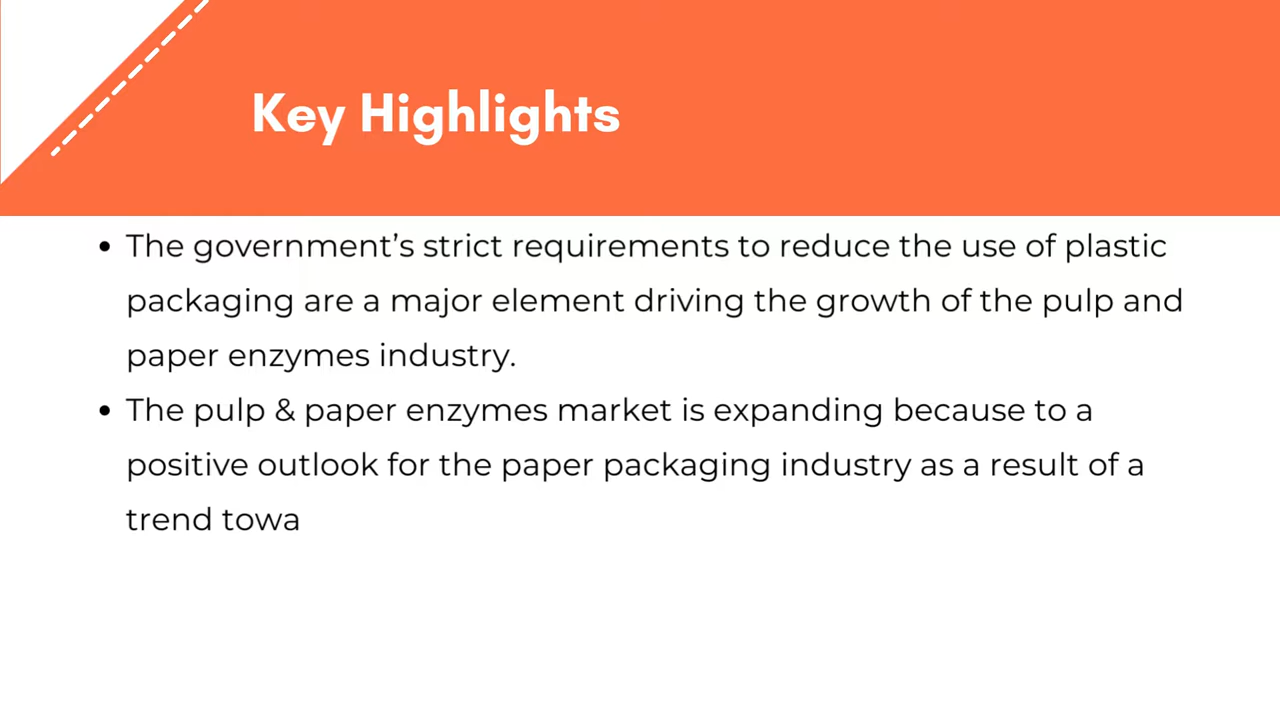 Key Highlights
• The government’s strict requirements to reduce the use of plastic
packaging are a major element driving the growth of the pulp and
paper enzymes industry.
• The pulp & paper enzymes market is expanding because to a
positive outlook for the paper packaging industry as a result of a
trend towa